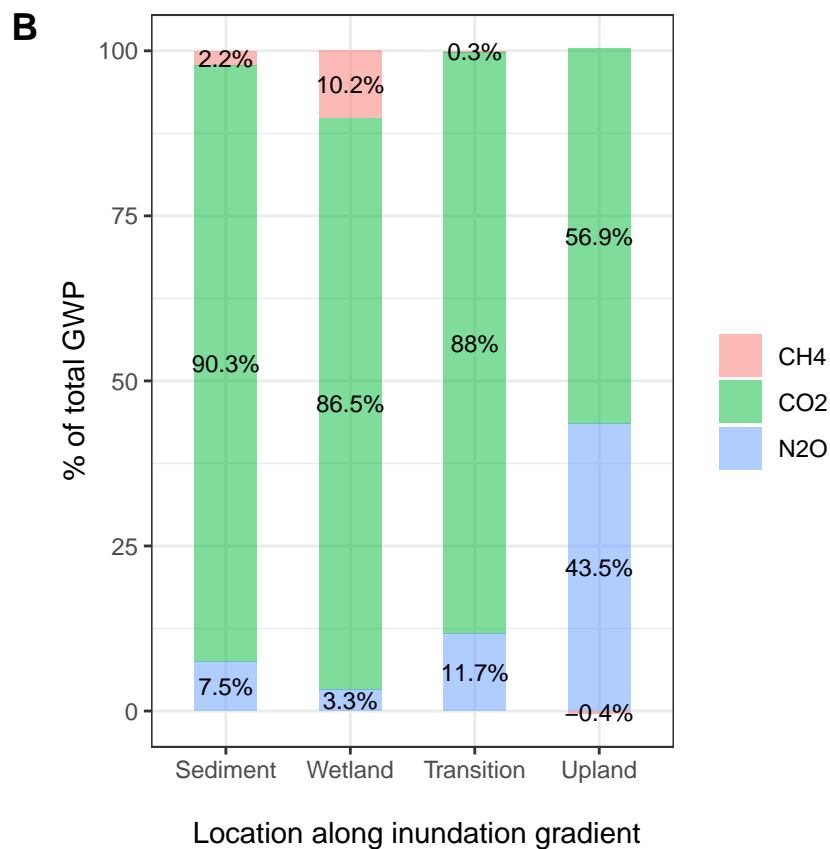 B
% of total GWP
100
75
50
25
0
2.2%
90.3%
7.5%
10.2%
86.5%
3.3%
0.3%
88%
11.7%
56.9%
43.5%
−0.4%
Sediment
Wetland
Transition
Upland
Location along inundation gradient
CH4
CO2
N2O